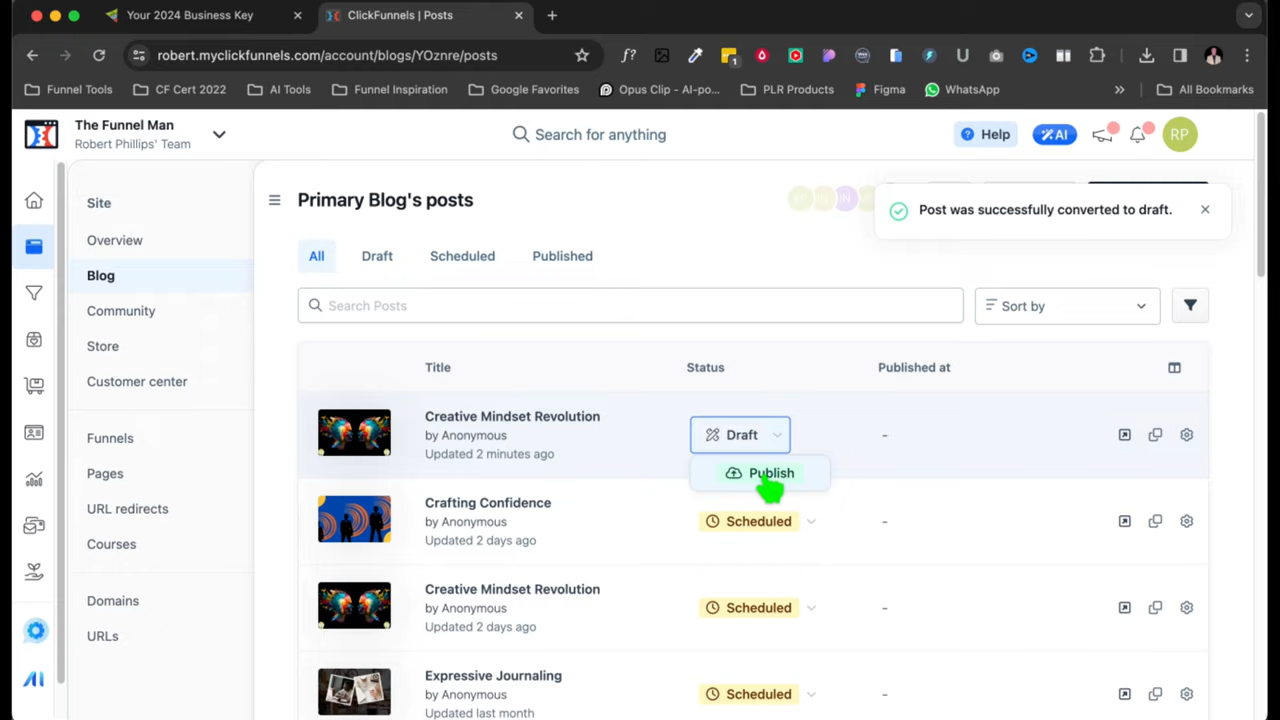 Your 2024 Business Key
ClickFunnels | Posts
robert.myclickfunnels.com/account/blogs/YOznre/posts
f?
1
Funnel Tools
CF Cert 2022
AI Tools
Funnel Inspiration
Google Favorites
Opus Clip - AI-po...
PLR Products
Figma
WhatsApp
»
All Bookmarks
The Funnel Man
Robert Phillips' Team
Search for anything
Help
AI
RP
Site
Overview
Blog
Community
Store
Customer center
Funnels
Pages
URL redirects
Courses
Domains
URLs
AI
Primary Blog's posts
Post was successfully converted to draft.
All
Draft
Scheduled
Published
Search Posts
Sort by
Title
Status
Published at
Creative Mindset Revolution
by Anonymous
Updated 2 minutes ago
Draft
-
Publish
Crafting Confidence
by Anonymous
Updated 2 days ago
Scheduled
-
Creative Mindset Revolution
by Anonymous
Updated 2 days ago
Scheduled
-
Expressive Journaling
by Anonymous
Updated last month
Scheduled
-